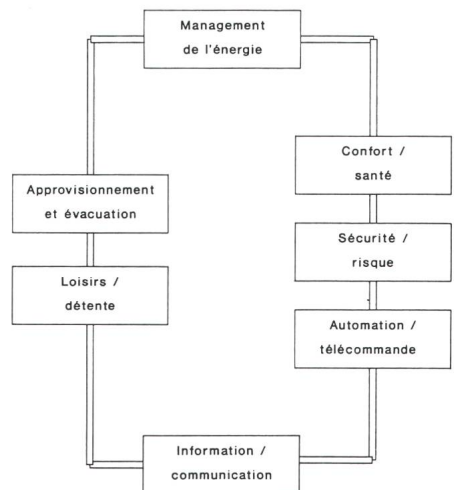 Management
de l'énergie
Confort /
santé
Approvisionnement
et évacuation
Sécurité /
risque
Loisirs /
détente
Automation /
télécommande
Information /
communication